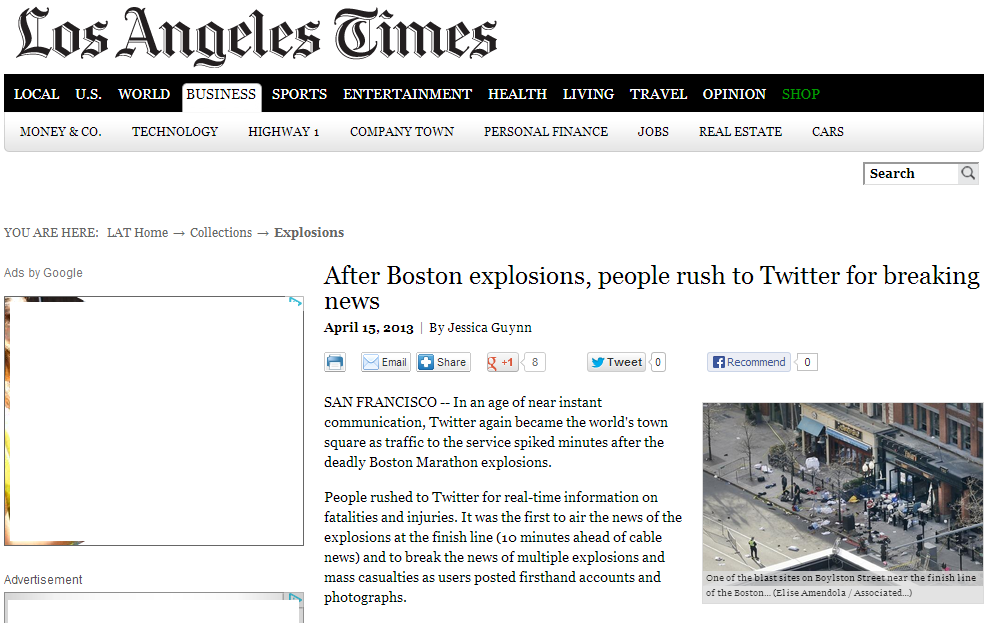 Los Angeles Times
LOCAL U.S. WORLD BUSINESS SPORTS ENTERTAINMENT HEALTH LIVING TRAVEL OPINION SHOP
MONEY & CO. TECHNOLOGY HIGHWAY 1 COMPANY TOWN PERSONAL FINANCE JOBS REAL ESTATE CARS
Search
YOU ARE HERE: LAT Home → Collections → Explosions
Ads by Google
After Boston explosions, people rush to Twitter for breaking
news
April 15, 2013 | By Jessica Guynn
Email Share +1 8 Tweet 0 Recommend 0
SAN FRANCISCO -- In an age of near instant
communication, Twitter again became the world's town
square as traffic to the service spiked minutes after the
deadly Boston Marathon explosions.
People rushed to Twitter for real-time information on
fatalities and injuries. It was the first to air the news of the
explosions at the finish line (10 minutes ahead of cable
news) and to break the news of multiple explosions and
mass casualties as users posted firsthand accounts and
photographs.
One of the blast sites on Boylston Street near the finish line
of the Boston... (Elise Amendola / Associated...)
Advertisement